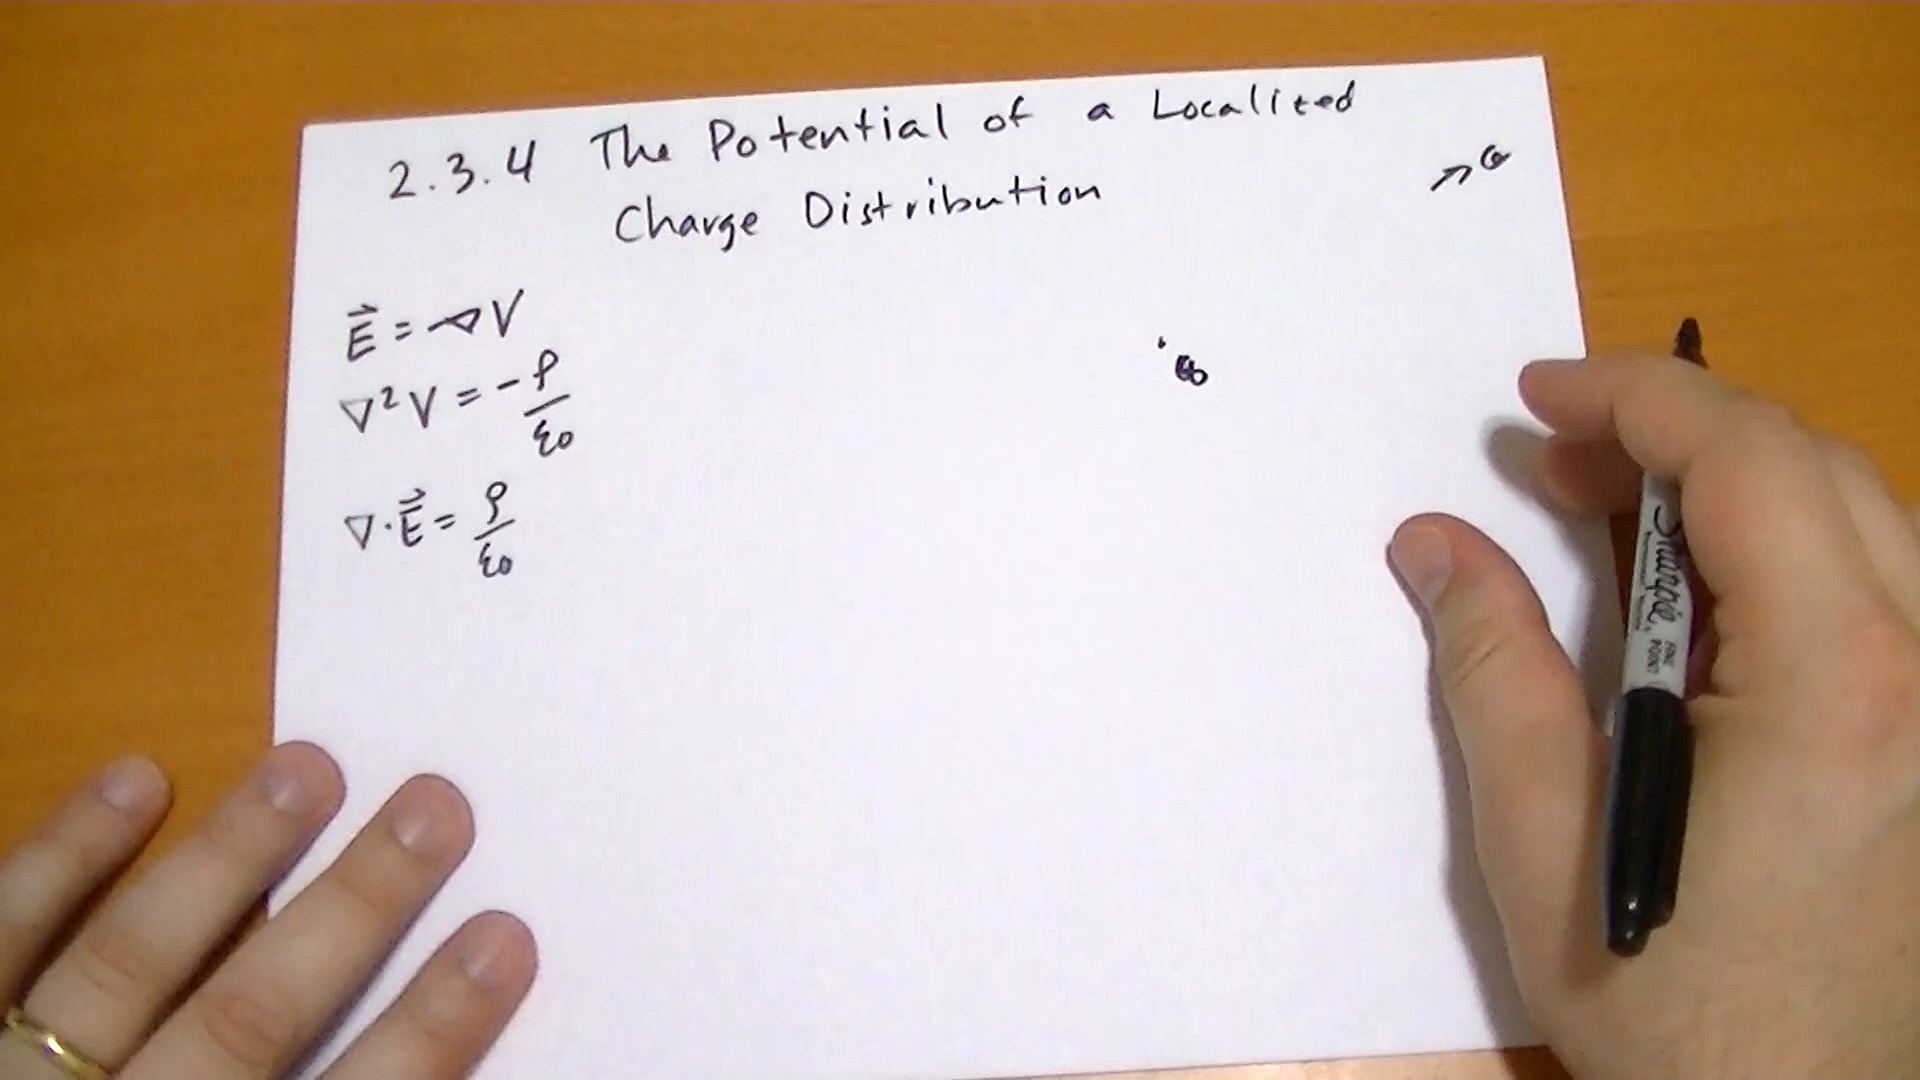 2.3.4 The Potential of a Localized
Charge Distribution
E⃗ = -∇V
∇²V = -ρ/ε₀
∇·E⃗ = ρ/ε₀
Sharpie
FINE POINT